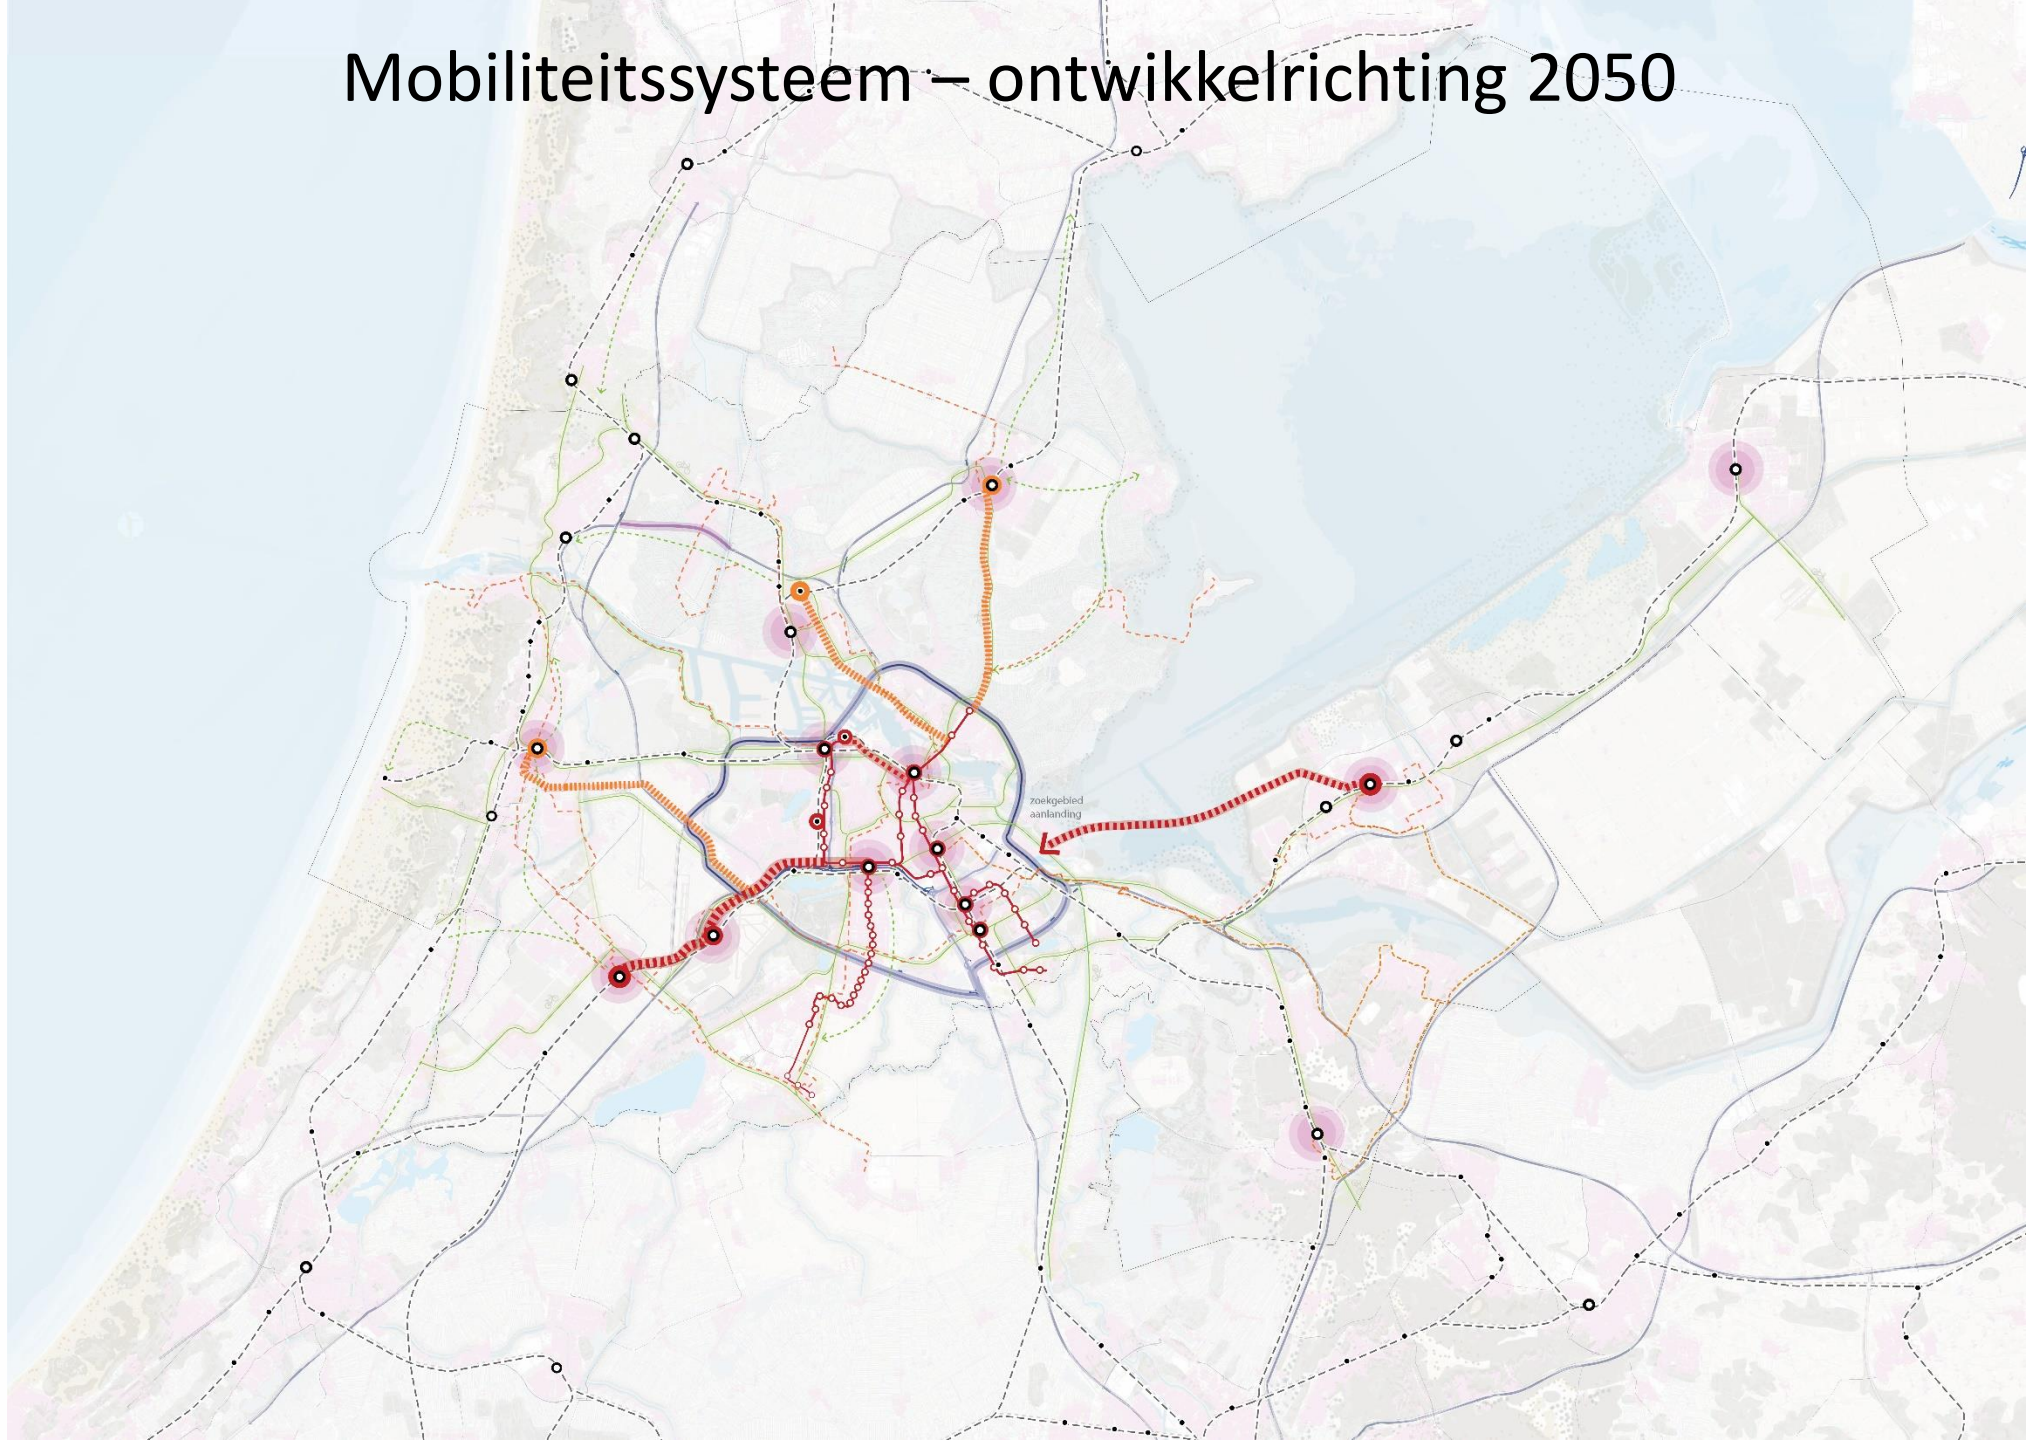 Mobiliteitssysteem – ontwikkelrichting 2050
zoekgebied
aanlanding